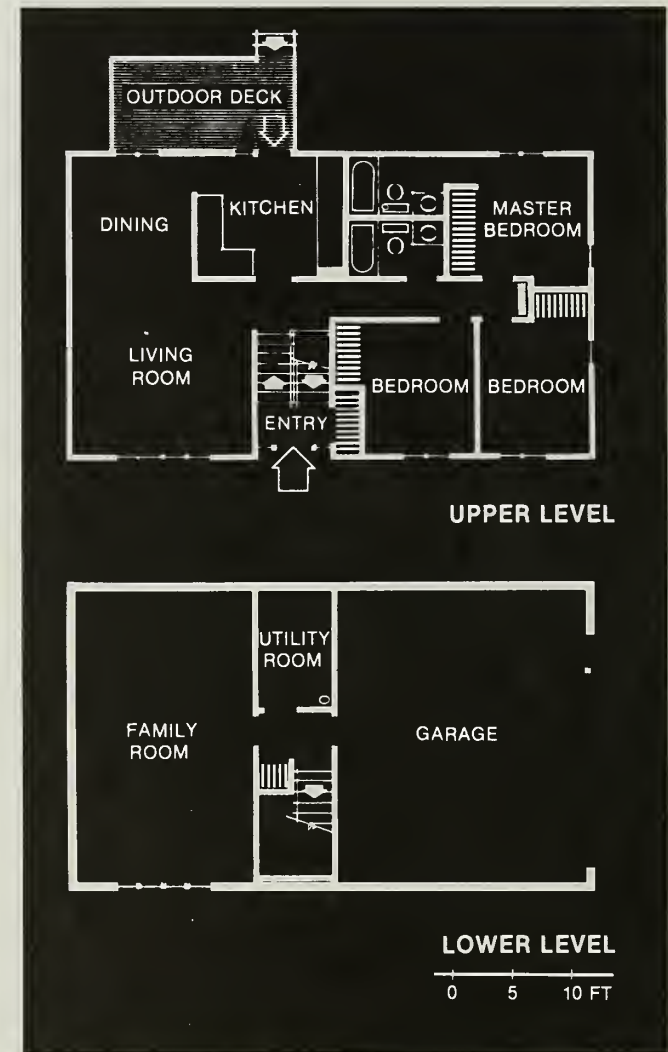 OUTDOOR DECK
DINING
KITCHEN
MASTER
BEDROOM
LIVING
ROOM
BEDROOM
BEDROOM
ENTRY
UPPER LEVEL
UTILITY
ROOM
FAMILY
ROOM
GARAGE
LOWER LEVEL
0 5 10 FT